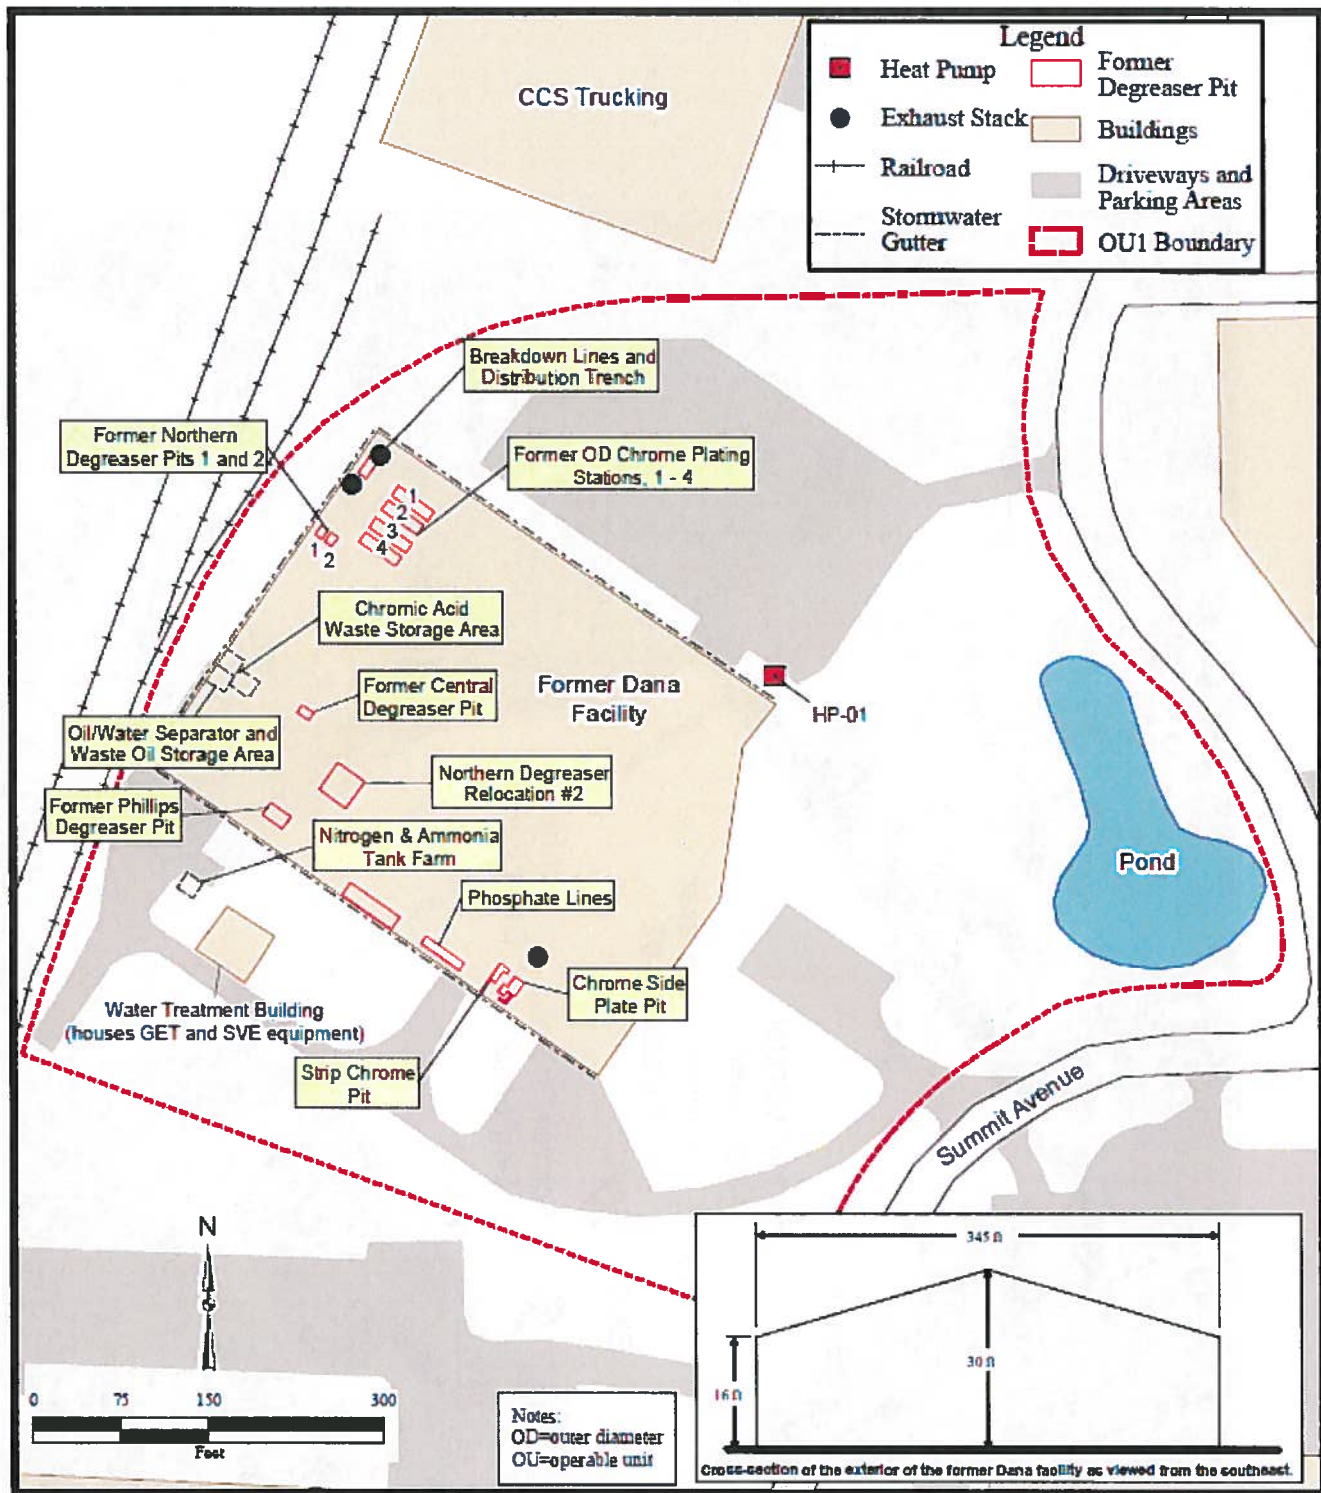 CCS Trucking
Legend
Heat Pump
Exhaust Stack
Railroad
Stormwater
Gutter
Former
Degreaser Pit
Buildings
Driveways and
Parking Areas
OU1 Boundary
Breakdown Lines and
Distribution Trench
Former Northern
Degreaser Pits 1 and 2
Former OD Chrome Plating
Stations, 1 - 4
1
2
3
4
1
2
Chromic Acid
Waste Storage Area
Former Central
Degreaser Pit
Former Dana
Facility
HP-01
Oil/Water Separator and
Waste Oil Storage Area
Northern Degreaser
Relocation #2
Former Phillips
Degreaser Pit
Nitrogen & Ammonia
Tank Farm
Pond
Phosphate Lines
Chrome Side
Plate Pit
Water Treatment Building
(houses GET and SVE equipment)
Strip Chrome
Pit
Summit Avenue
N
0 75 150 300
Feet
Notes:
OD=outer diameter
OU=operable unit
345 ft
30 ft
16 ft
Cross-section of the exterior of the former Dana facility as viewed from the southeast.